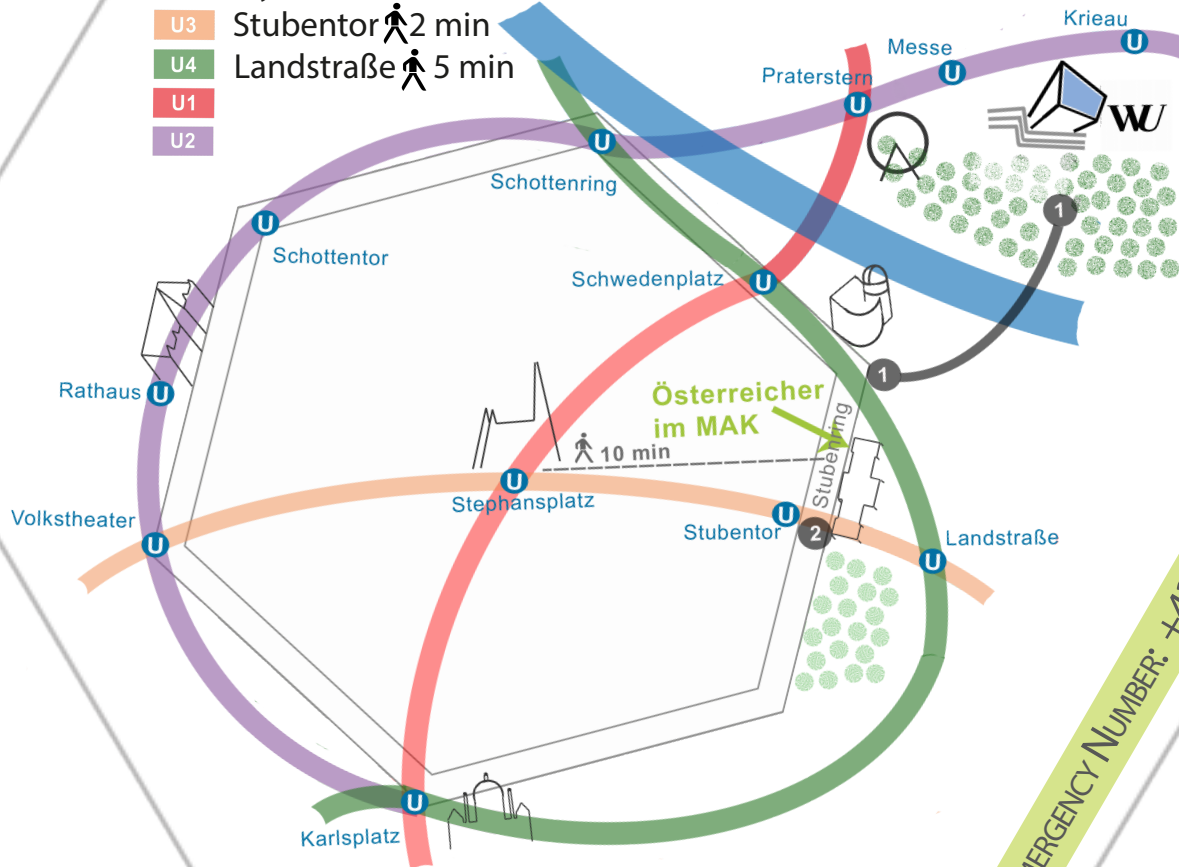 U3 Stubentor 2 min
U4 Landstraße 5 min
U1
U2
Krieau
U
Messe
U
Praterstern
U
WU
U
Schottenring
1
U
Schottentor
Schwedenplatz U
1
Rathaus U
Österreicher
im MAK
Stubenring
10 min
U
Stephansplatz
Volkstheater
U
U
Stubentor
2
Landstraße
U
U
Karlsplatz
NUMBER: